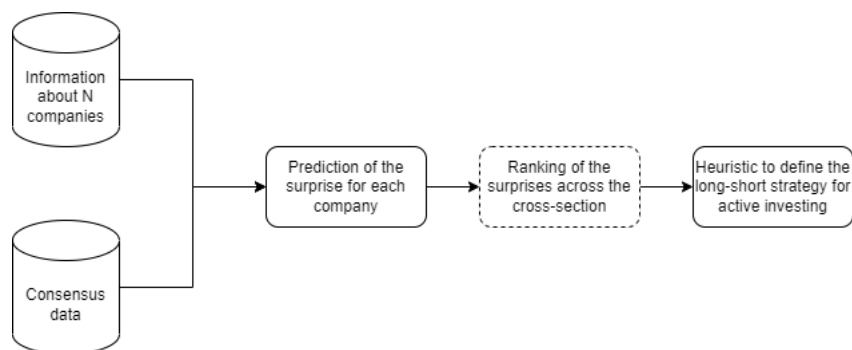 Information
about N
companies
Consensus
data
Prediction of the
surprise for each
company
Ranking of the
surprises across the
cross-section
Heuristic to define the
long-short strategy for
active investing